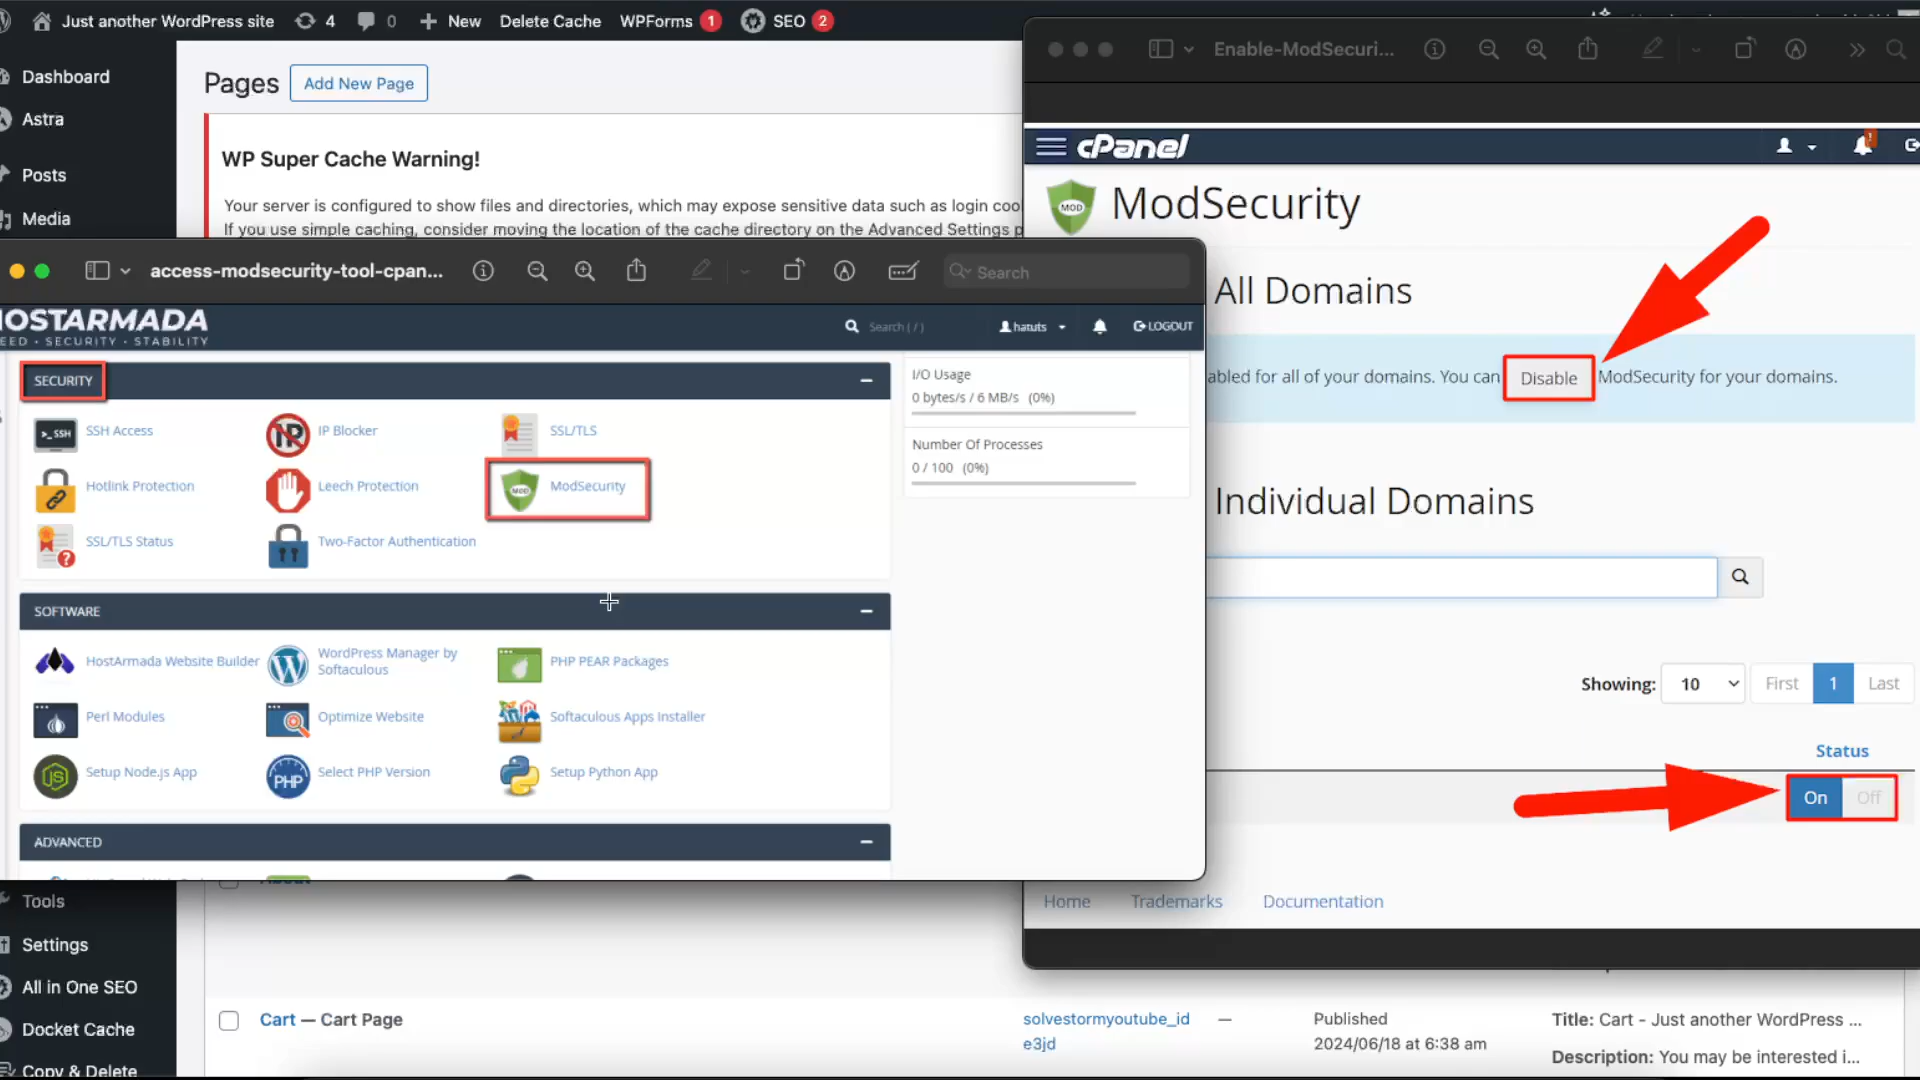 Just another WordPress site 4 0 New Delete Cache WPForms 1 SEO 2
Dashboard
Astra
Posts
Media
Pages Add New Page
WP Super Cache Warning!
Your server is configured to show files and directories, which may expose sensitive data such as login
If you use simple caching, consider moving the location of the cache directory on the Advanced Settings
Enable-ModSecuri...
cPanel
ModSecurity
All Domains
for all of your domains. You can Disable ModSecurity for your domains.
Individual Domains
Showing: 10 First 1 Last
Status
On Off
Home Trademarks Documentation
access-modsecurity-tool-cpan... Search
SECURITY · STABILITY
Search ( / ) hatuts LOGOUT
SECURITY
>_ SSH SSH Access
IP IP Blocker
SSL/TLS
Hotlink Protection
Leech Protection
MOD ModSecurity
SSL/TLS Status
Two-Factor Authentication
I/O Usage
0 bytes/s / 6 MB/s (0%)
Number Of Processes
0 / 100 (0%)
SOFTWARE
HostArmada Website Builder
WordPress Manager by
Softaculous
PHP PEAR Packages
Perl Modules
Optimize Website
Softaculous Apps Installer
Setup Node.js App
PHP Select PHP Version
Setup Python App
ADVANCED
Tools
Settings
All in One SEO
Docket Cache
Copy & Delete
Cart — Cart Page
solvestormyoutube_id
e3jd
—
Published
2024/06/18 at 6:38 am
Title: Cart - Just another WordPress ...
Description: You may be interested i...